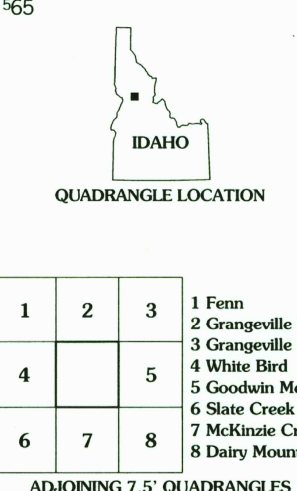 ⁵65
IDAHO
QUADRANGLE LOCATION
1 2 3
4 5
6 7 8
1 Fenn
2 Grangeville
3 Grangeville
4 White Bird
5 Goodwin Me
6 Slate Creek
7 McKinzie Cr
8 Dairy Moun
ADJOINING 7.5' QUADRANGLES